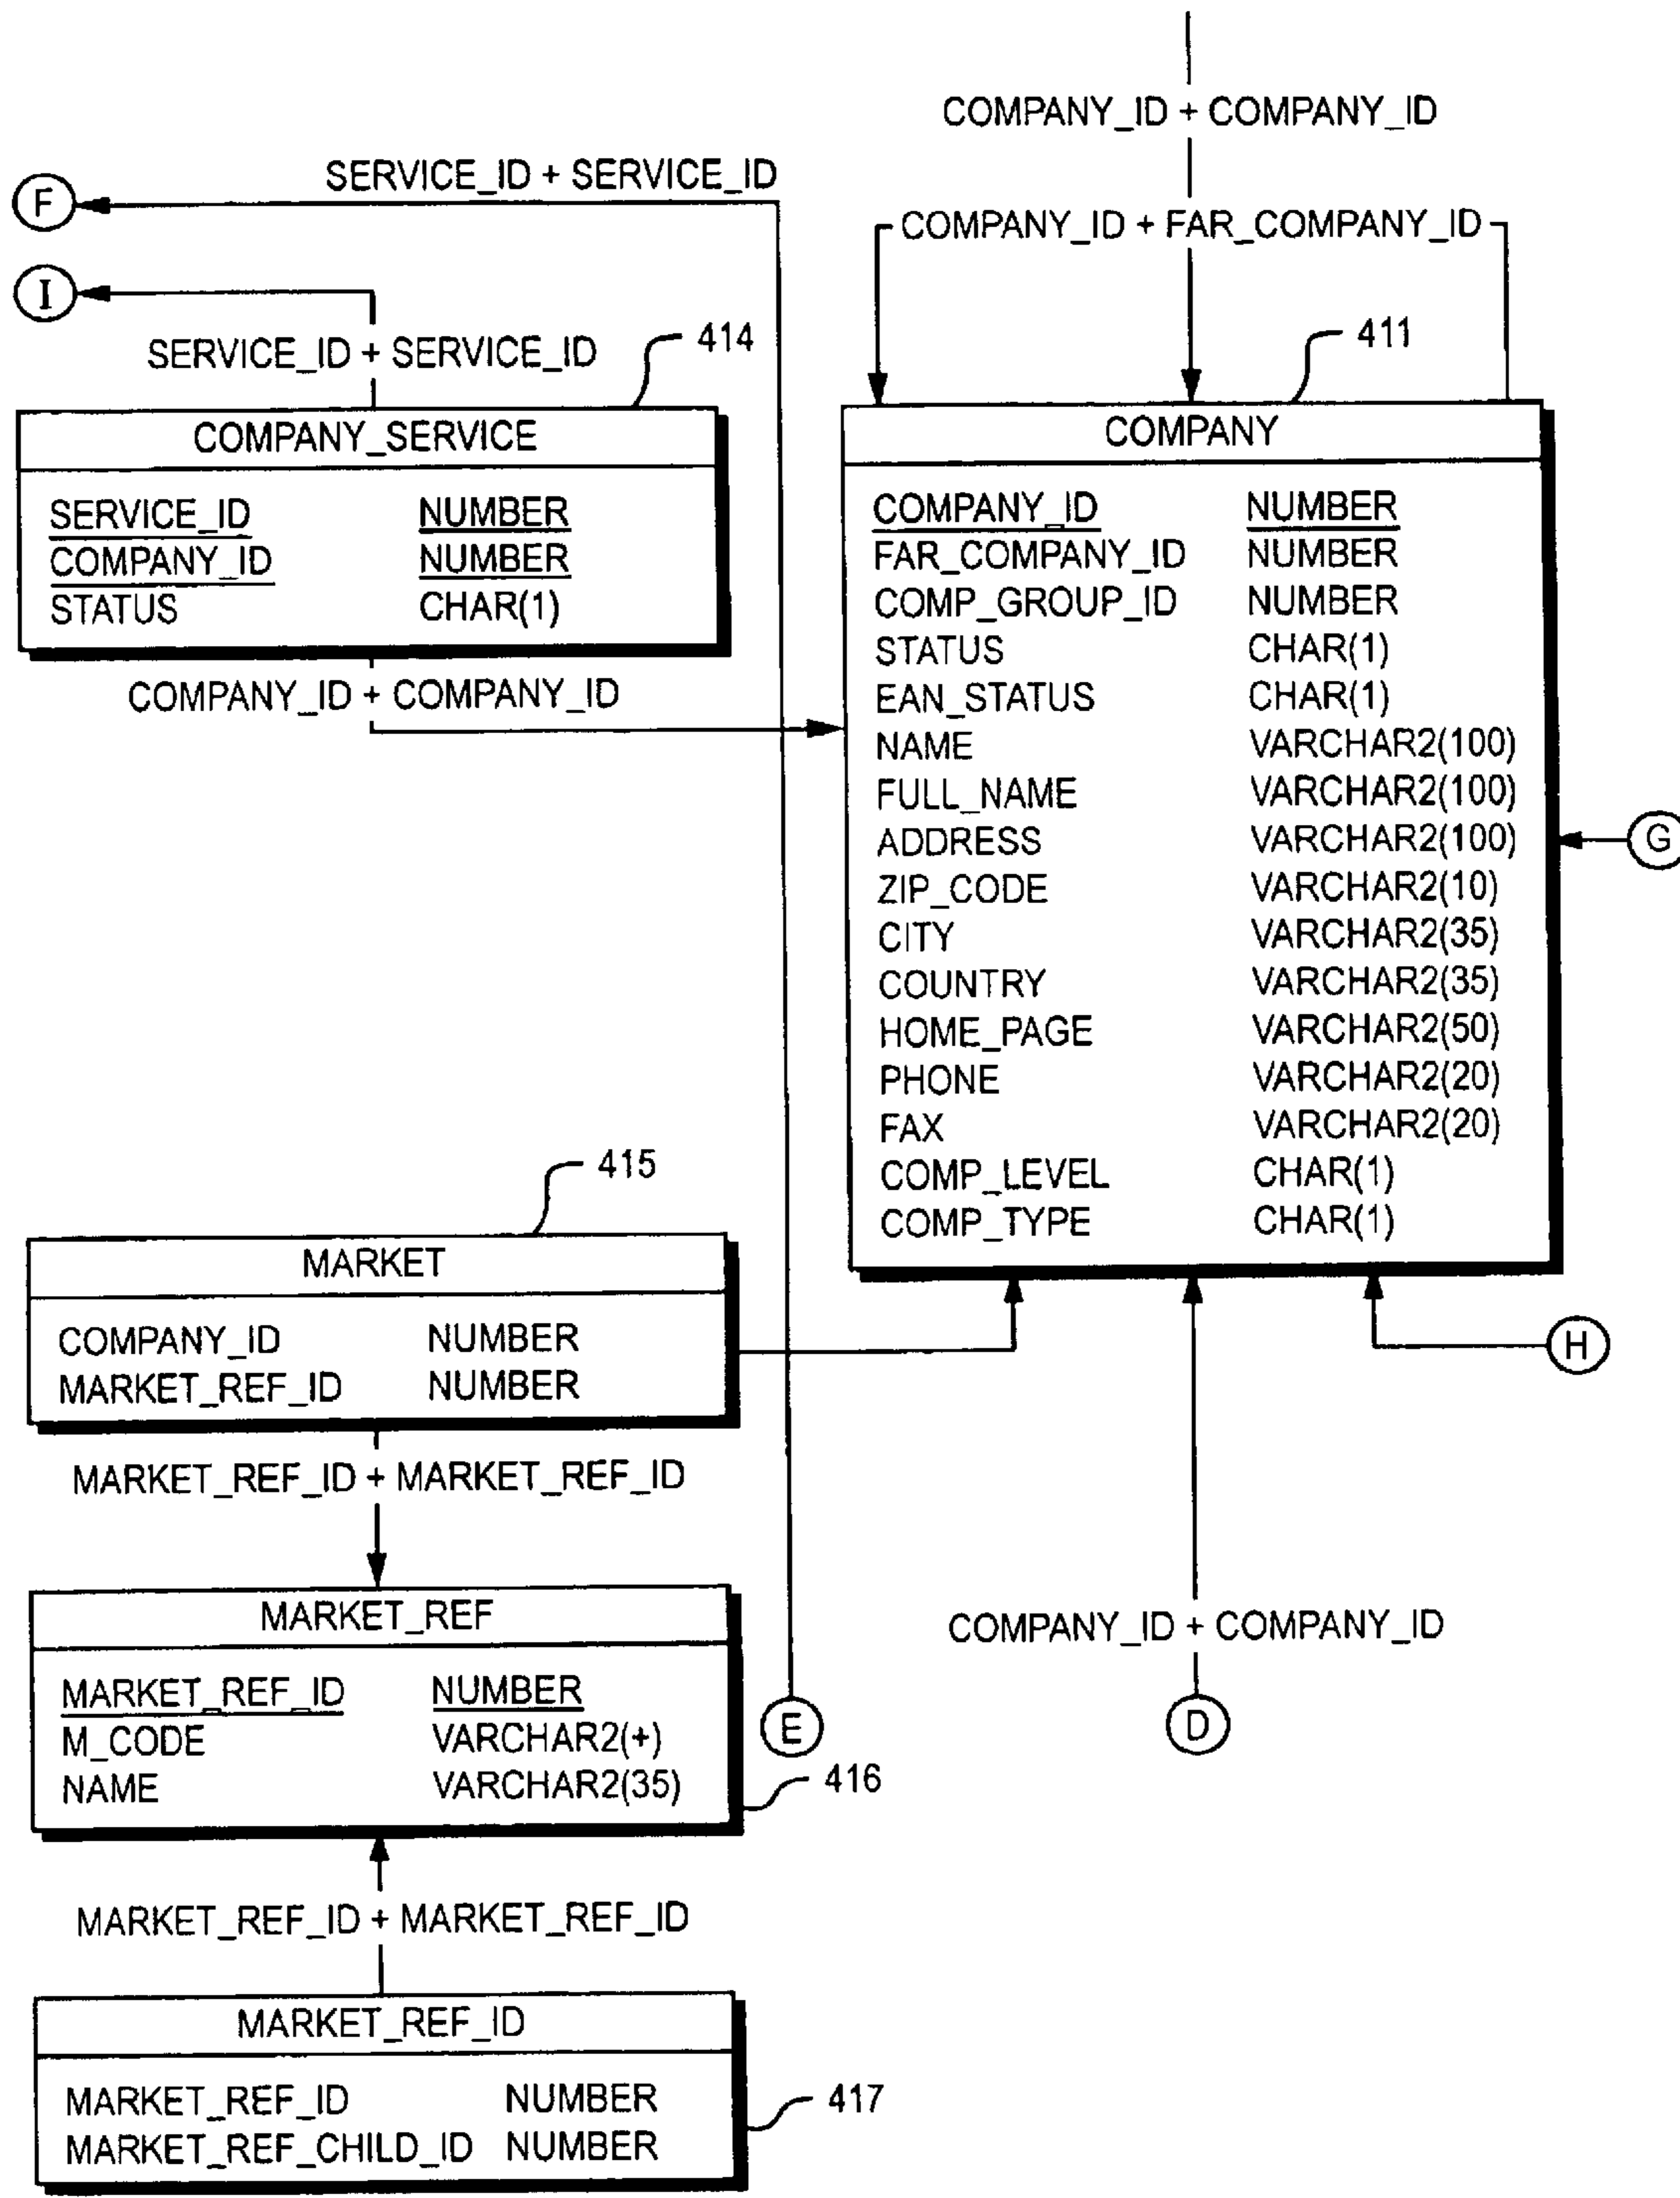 COMPANY_ID + COMPANY_ID
SERVICE_ID + SERVICE_ID
F
COMPANY_ID + FAR_COMPANY_ID
I
SERVICE_ID + SERVICE_ID
414
411
COMPANY_SERVICE
SERVICE_ID NUMBER
COMPANY_ID NUMBER
STATUS CHAR(1)
COMPANY_ID + COMPANY_ID
COMPANY
COMPANY_ID NUMBER
FAR_COMPANY_ID NUMBER
COMP_GROUP_ID NUMBER
STATUS CHAR(1)
EAN_STATUS CHAR(1)
NAME VARCHAR2(100)
FULL_NAME VARCHAR2(100)
ADDRESS VARCHAR2(100)
ZIP_CODE VARCHAR2(10)
CITY VARCHAR2(35)
COUNTRY VARCHAR2(35)
HOME_PAGE VARCHAR2(50)
PHONE VARCHAR2(20)
FAX VARCHAR2(20)
COMP_LEVEL CHAR(1)
COMP_TYPE CHAR(1)
G
415
MARKET
COMPANY_ID NUMBER
MARKET_REF_ID NUMBER
H
MARKET_REF_ID + MARKET_REF_ID
MARKET_REF
MARKET_REF_ID NUMBER
M_CODE VARCHAR2(+)
NAME VARCHAR2(35)
416
E
COMPANY_ID + COMPANY_ID
D
MARKET_REF_ID + MARKET_REF_ID
MARKET_REF_ID
MARKET_REF_ID NUMBER
MARKET_REF_CHILD_ID NUMBER
417